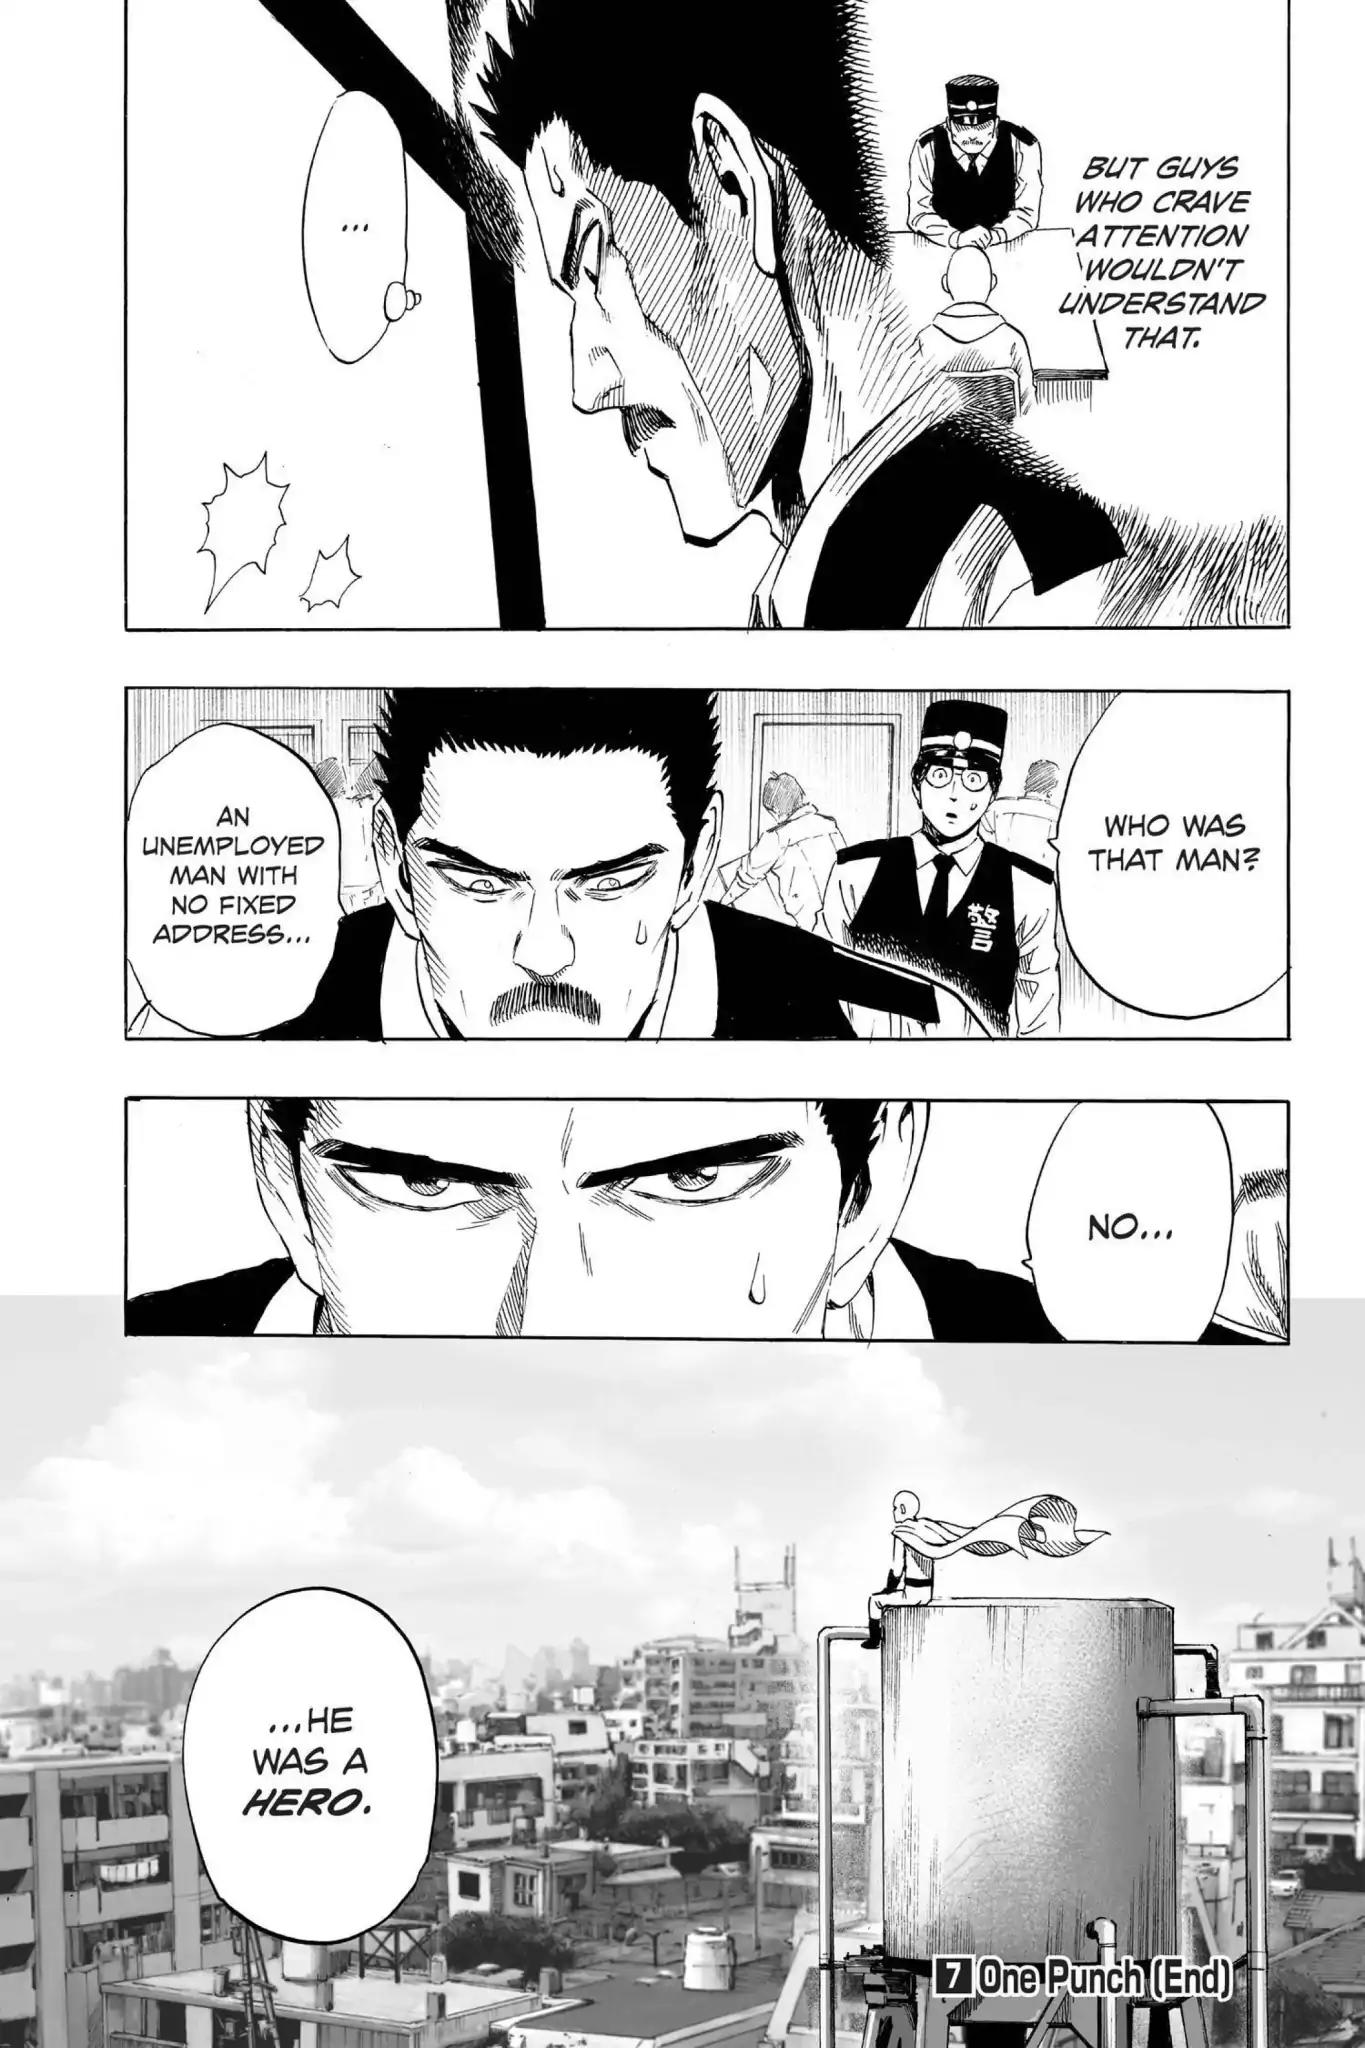 ...
BUT GUYS
WHO CRAVE
ATTENTION
WOULDN'T
UNDERSTAND
THAT.
WHO WAS
THAT MAN?
警
AN
UNEMPLOYED
MAN WITH
NO FIXED
ADDRESS...
NO...
...HE
WAS A
HERO.
7 One Punch (End)